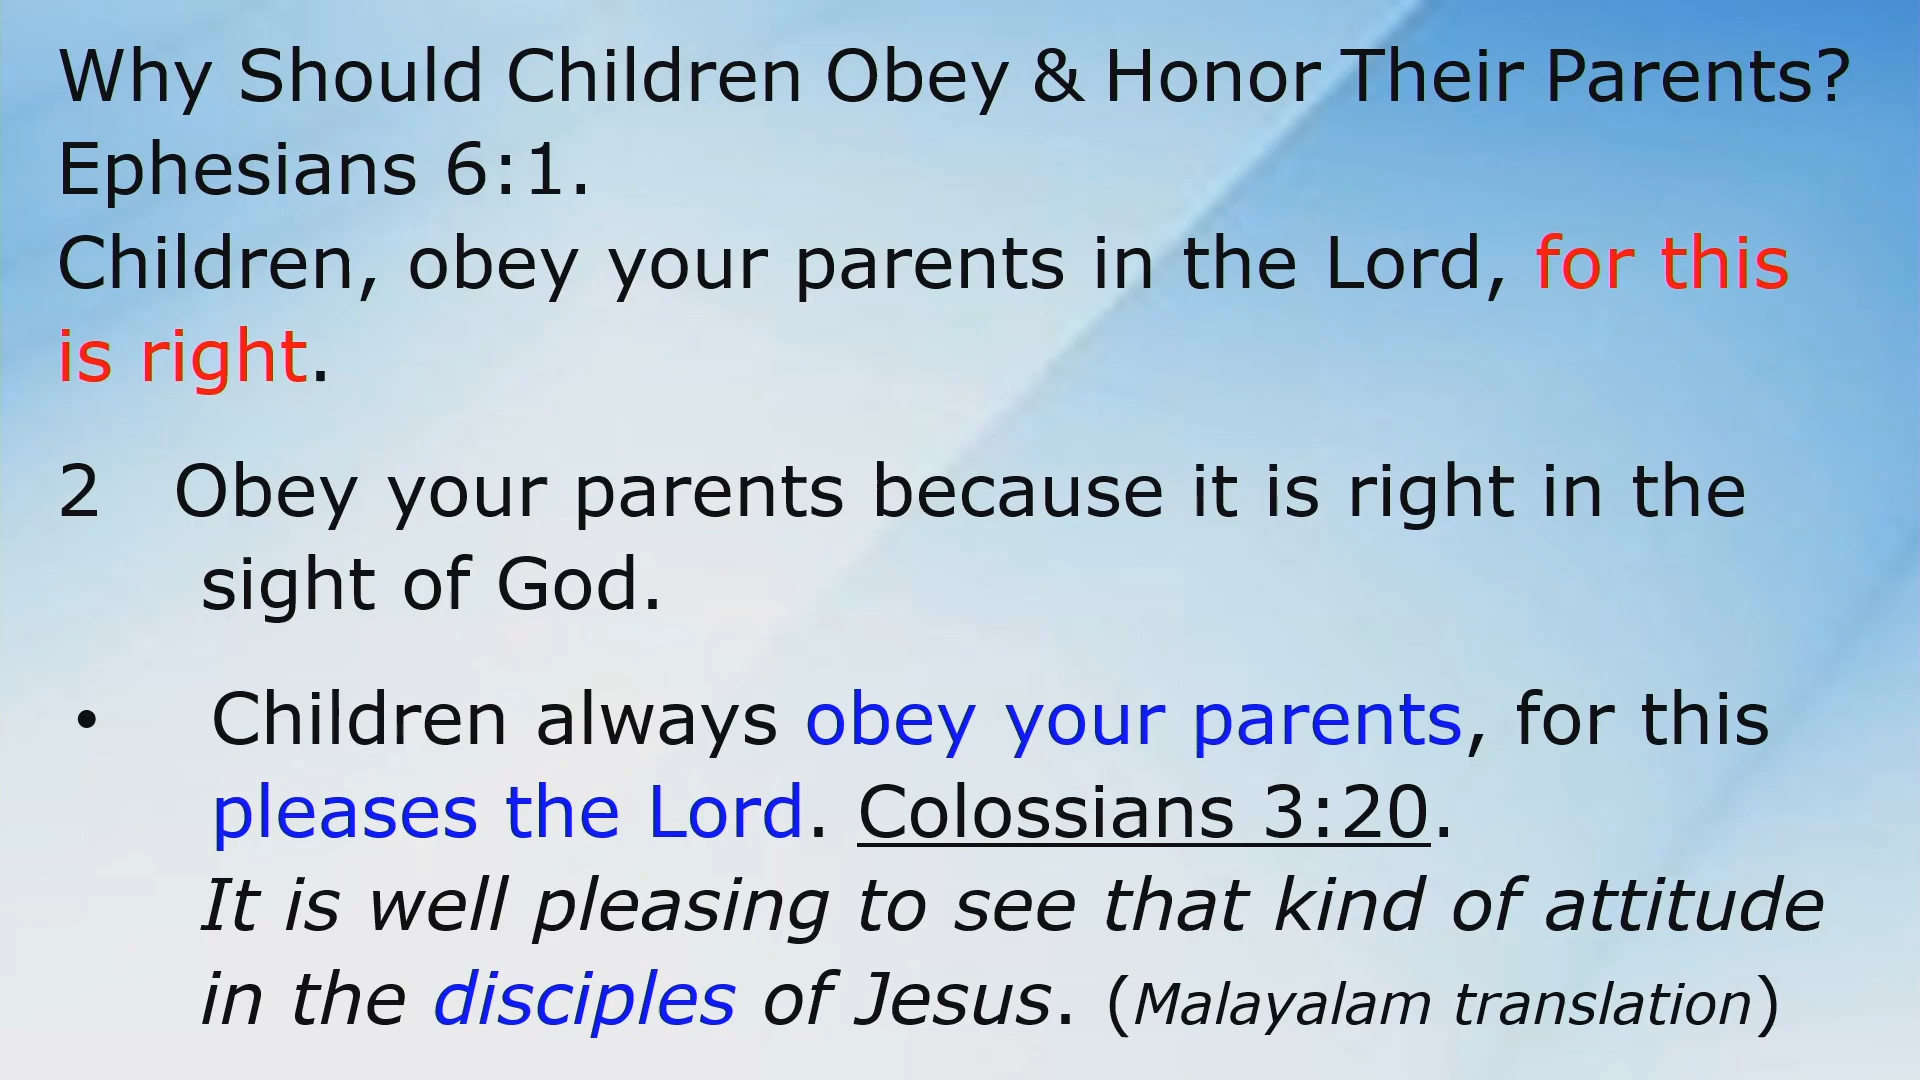 Why Should Children Obey & Honor Their Parents?
Ephesians 6:1.
Children, obey your parents in the Lord, for this
is right.
2 Obey your parents because it is right in the
sight of God.
• Children always obey your parents, for this
pleases the Lord. Colossians 3:20.
It is well pleasing to see that kind of attitude
in the disciples of Jesus. (Malayalam translation)